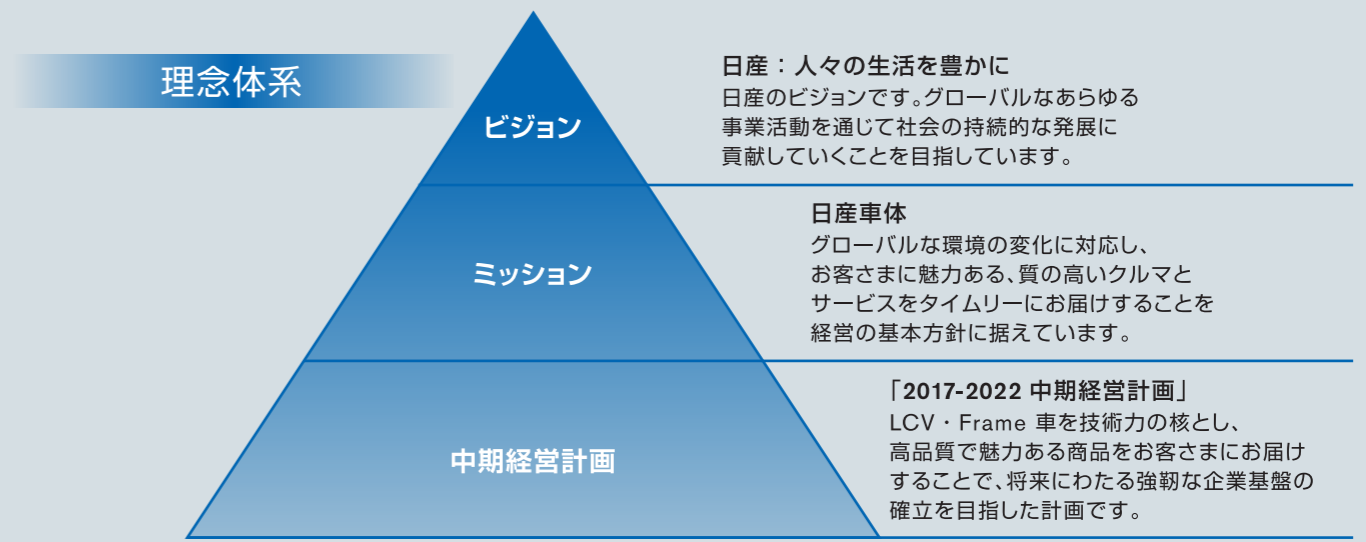 理念体系
ビジョン
日産：人々の生活を豊かに
日産のビジョンです。グローバルなあらゆる
事業活動を通じて社会の持続的な発展に
貢献していくことを目指しています。
ミッション
日産車体
グローバルな環境の変化に対応し、
お客さまに魅力ある、質の高いクルマと
サービスをタイムリーにお届けすることを
経営の基本方針に据えています。
中期経営計画
「2017-2022 中期経営計画」
LCV・Frame 車を技術力の核とし、
高品質で魅力ある商品をお客さまにお届け
することで、将来にわたる強靭な企業基盤の
確立を目指した計画です。